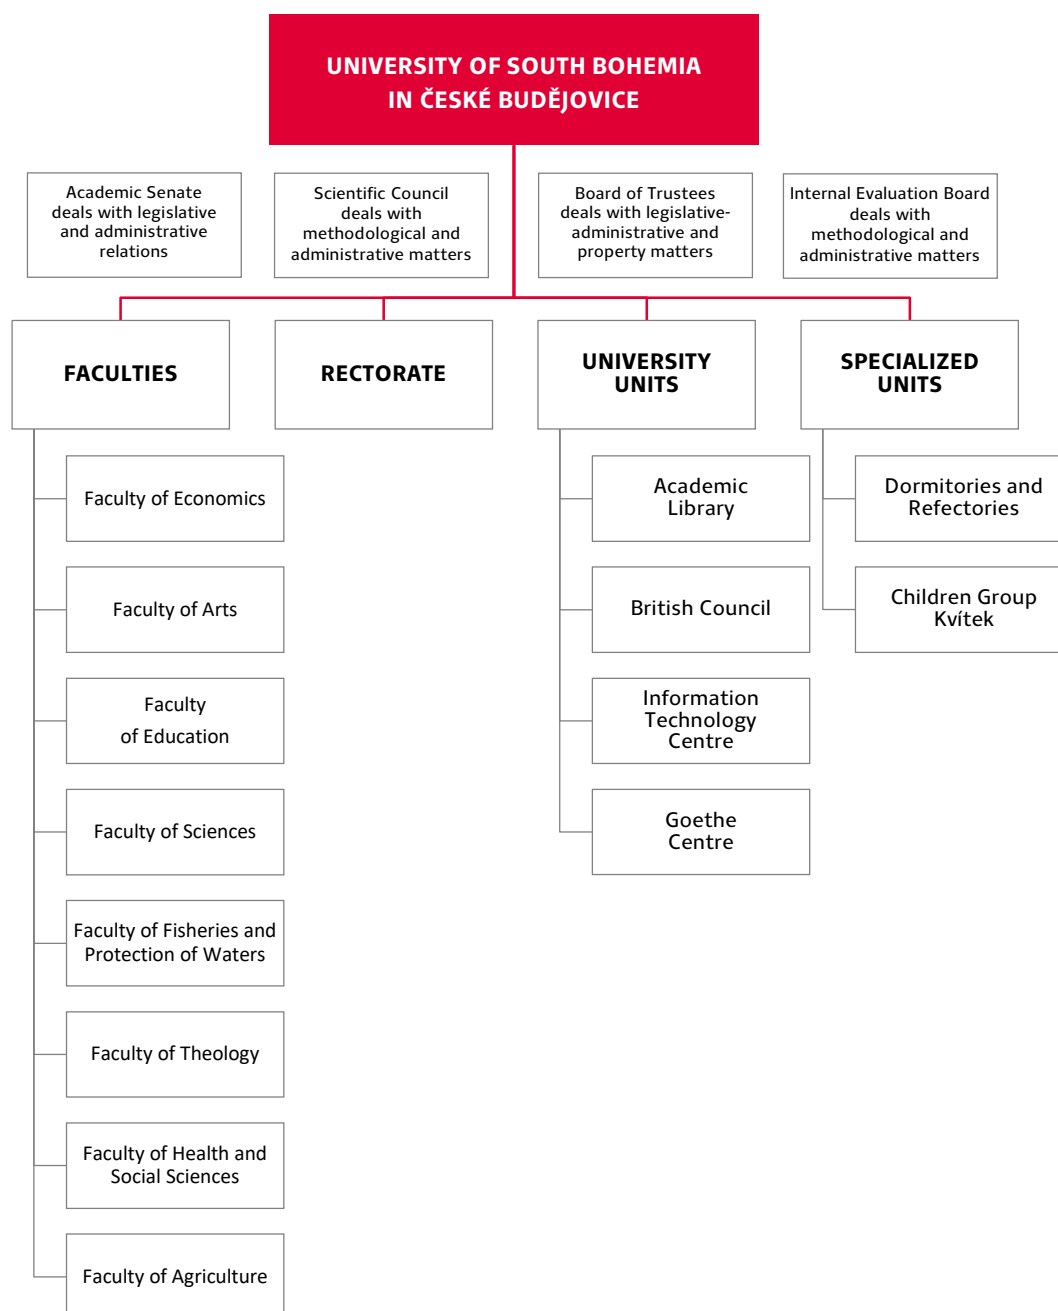 UNIVERSITY OF SOUTH BOHEMIA
IN ČESKÉ BUDĚJOVICE
Academic Senate
deals with legislative
and administrative
relations
Scientific Council
deals with
methodological and
administrative matters
Board of Trustees
deals with legislative-
administrative and
property matters
Internal Evaluation Board
deals with
methodological and
administrative matters
FACULTIES
RECTORATE
UNIVERSITY
UNITS
SPECIALIZED
UNITS
Faculty of Economics
Faculty of Arts
Faculty
of Education
Faculty of Sciences
Faculty of Fisheries and
Protection of Waters
Faculty of Theology
Faculty of Health and
Social Sciences
Faculty of Agriculture
Academic
Library
British Council
Information
Technology
Centre
Goethe
Centre
Dormitories and
Refectories
Children Group
Kvítek